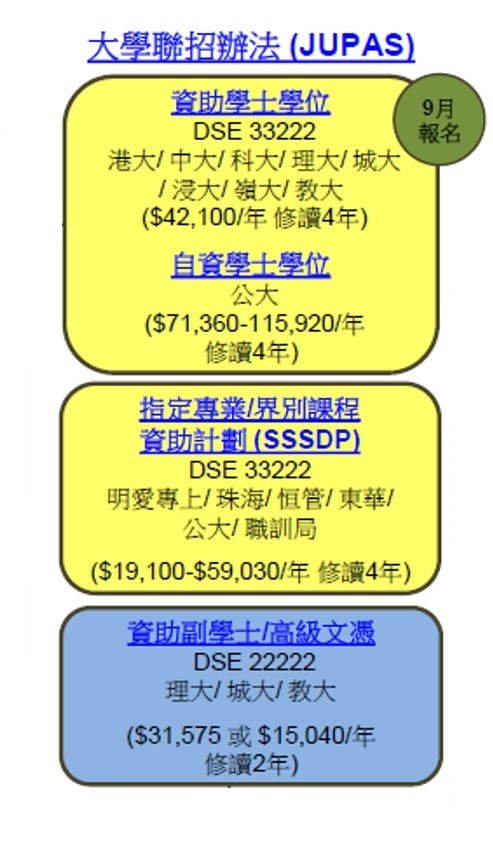 大學聯招辦法 (JUPAS)
9月
報名
資助學士學位
DSE 33222
港大/ 中大/ 科大/ 理大/ 城大
/ 浸大/ 嶺大/ 教大
($42,100/年 修讀4年)
自資學士學位
公大
($71,360-115,920/年
修讀4年)
指定專業/界別課程
資助計劃 (SSSDP)
DSE 33222
明愛專上/ 珠海/ 恒管/ 東華/
公大/ 職訓局
($19,100-$59,030/年 修讀4年)
資助副學士/高級文憑
DSE 22222
理大/ 城大/ 教大
($31,575 或 $15,040/年
修讀2年)